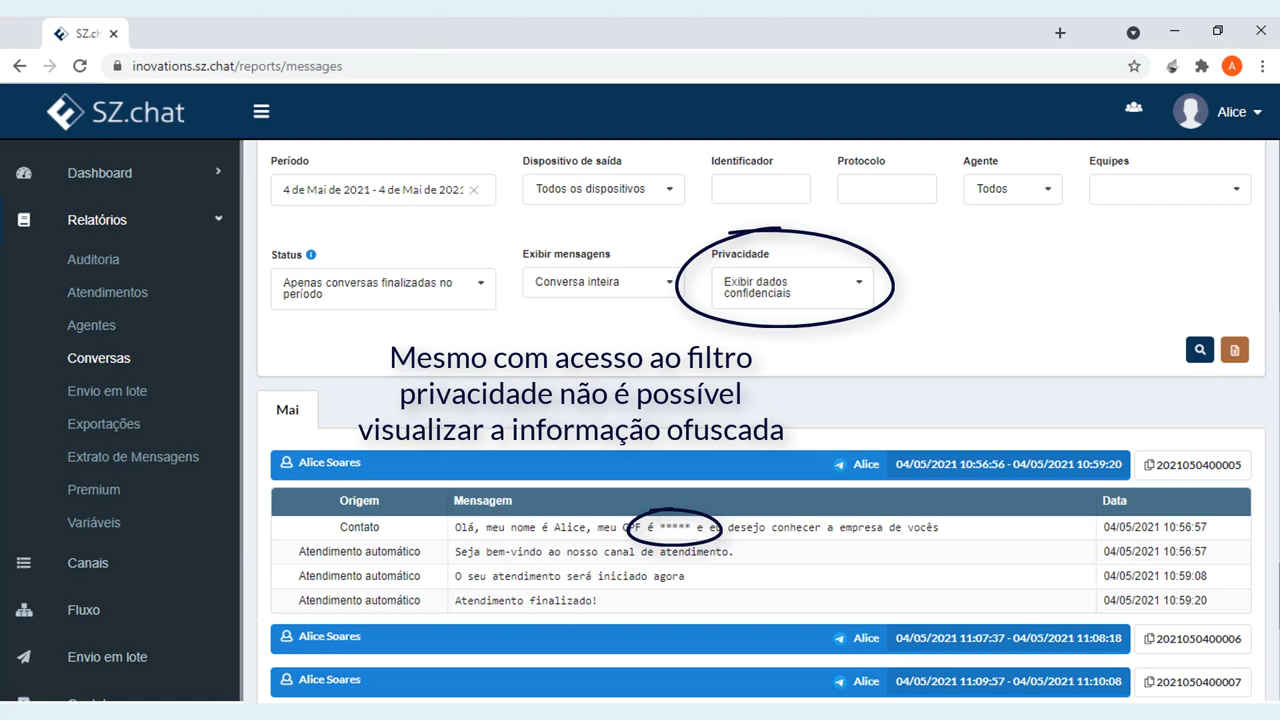 SZ.ch
inovations.sz.chat/reports/messages
A
SZ.chat
Alice
Dashboard
Relatórios
Auditoria
Atendimentos
Agentes
Conversas
Envio em lote
Exportações
Extrato de Mensagens
Premium
Variáveis
Canais
Fluxo
Envio em lote
Período
Dispositivo de saída
Identificador
Protocolo
Agente
Equipes
4 de Mai de 2021 - 4 de Mai de 2021
Todos os dispositivos
Todos
Status
Exibir mensagens
Privacidade
Apenas conversas finalizadas no
período
Conversa inteira
Exibir dados
confidenciais
Mesmo com acesso ao filtro
privacidade não é possível
visualizar a informação ofuscada
Mai
Alice Soares Alice 04/05/2021 10:56:56 - 04/05/2021 10:59:20 2021050400005
Origem Mensagem Data
Contato Olá, meu nome é Alice, meu CPF é ***** e eu desejo conhecer a empresa de vocês 04/05/2021 10:56:57
Atendimento automático Seja bem-vindo ao nosso canal de atendimento. 04/05/2021 10:56:57
Atendimento automático O seu atendimento será iniciado agora 04/05/2021 10:59:08
Atendimento automático Atendimento finalizado! 04/05/2021 10:59:20
Alice Soares Alice 04/05/2021 11:07:37 - 04/05/2021 11:08:18 2021050400006
Alice Soares Alice 04/05/2021 11:09:57 - 04/05/2021 11:10:08 2021050400007